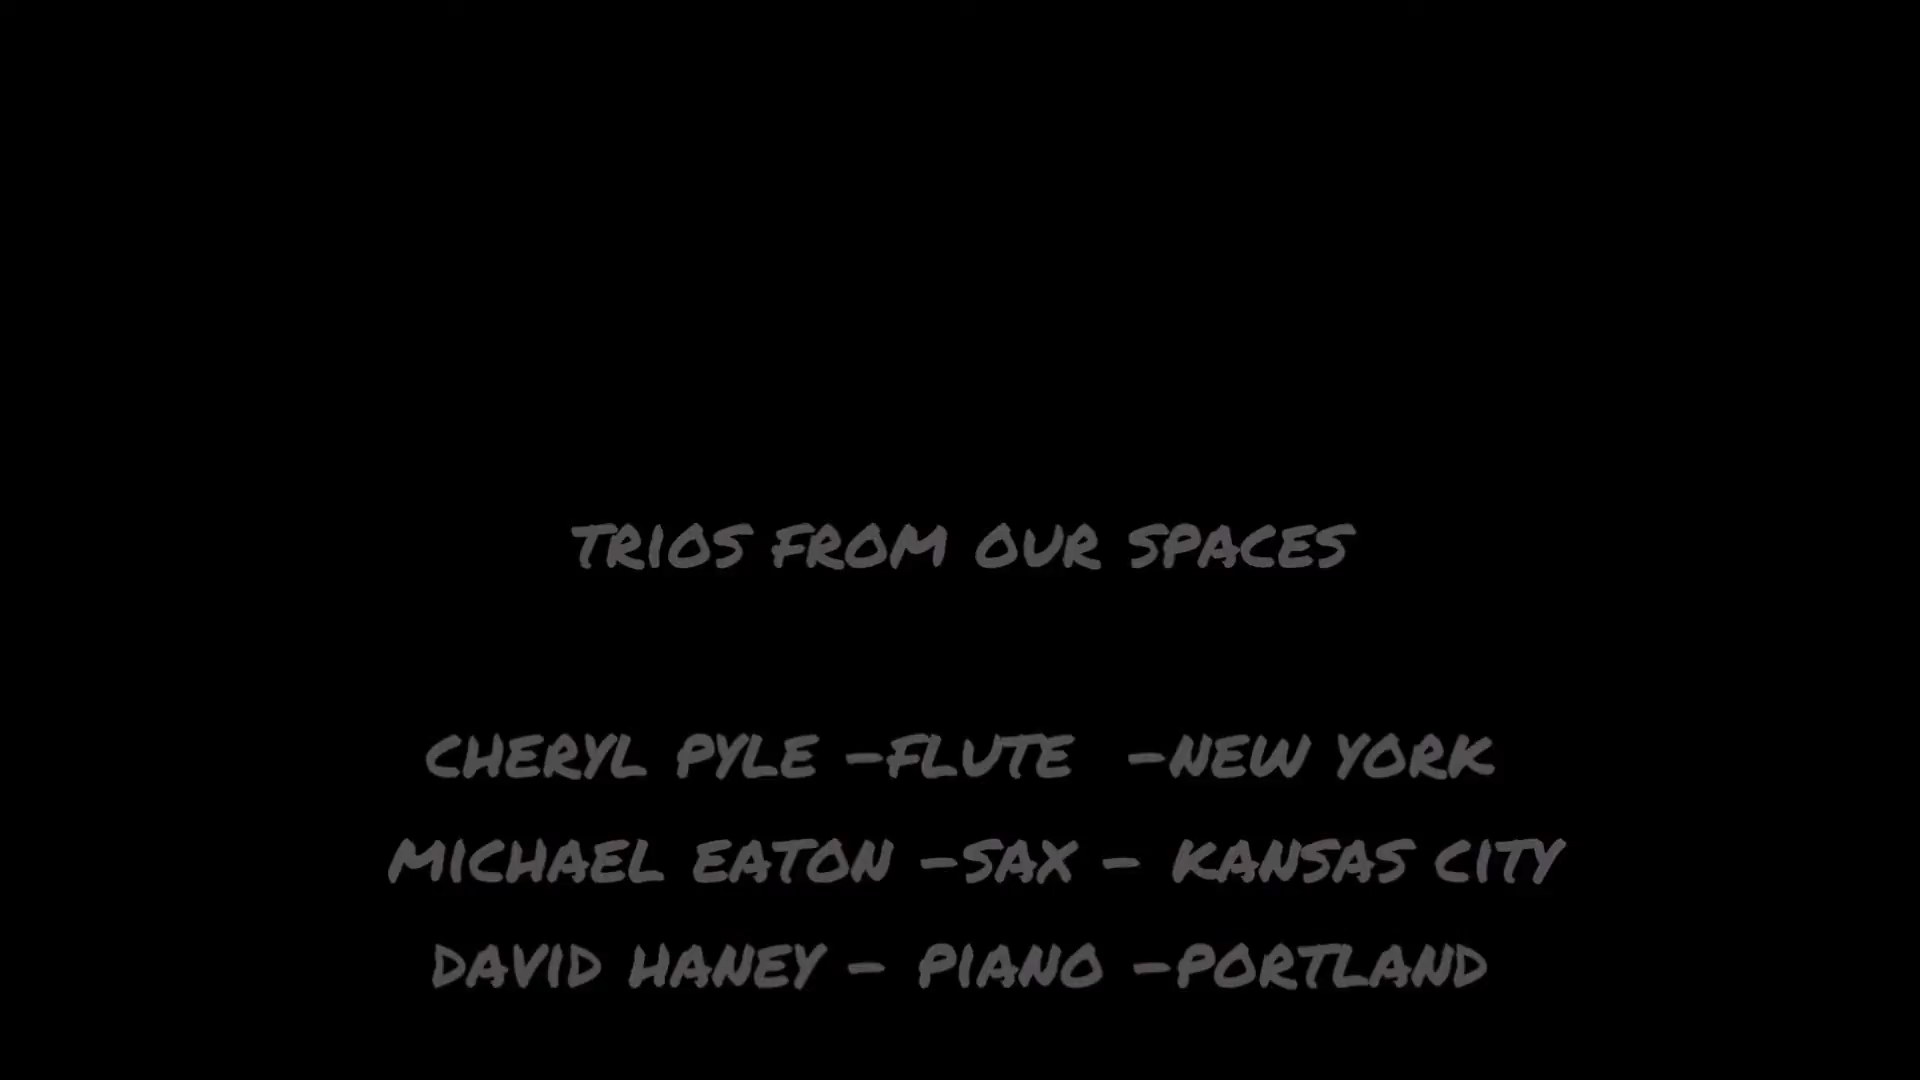 TRIOS FROM OUR SPACES
CHERYL PYLE -FLUTE -NEW YORK
MICHAEL EATON -SAX - KANSAS CITY
DAVID HANEY - PIANO -PORTLAND